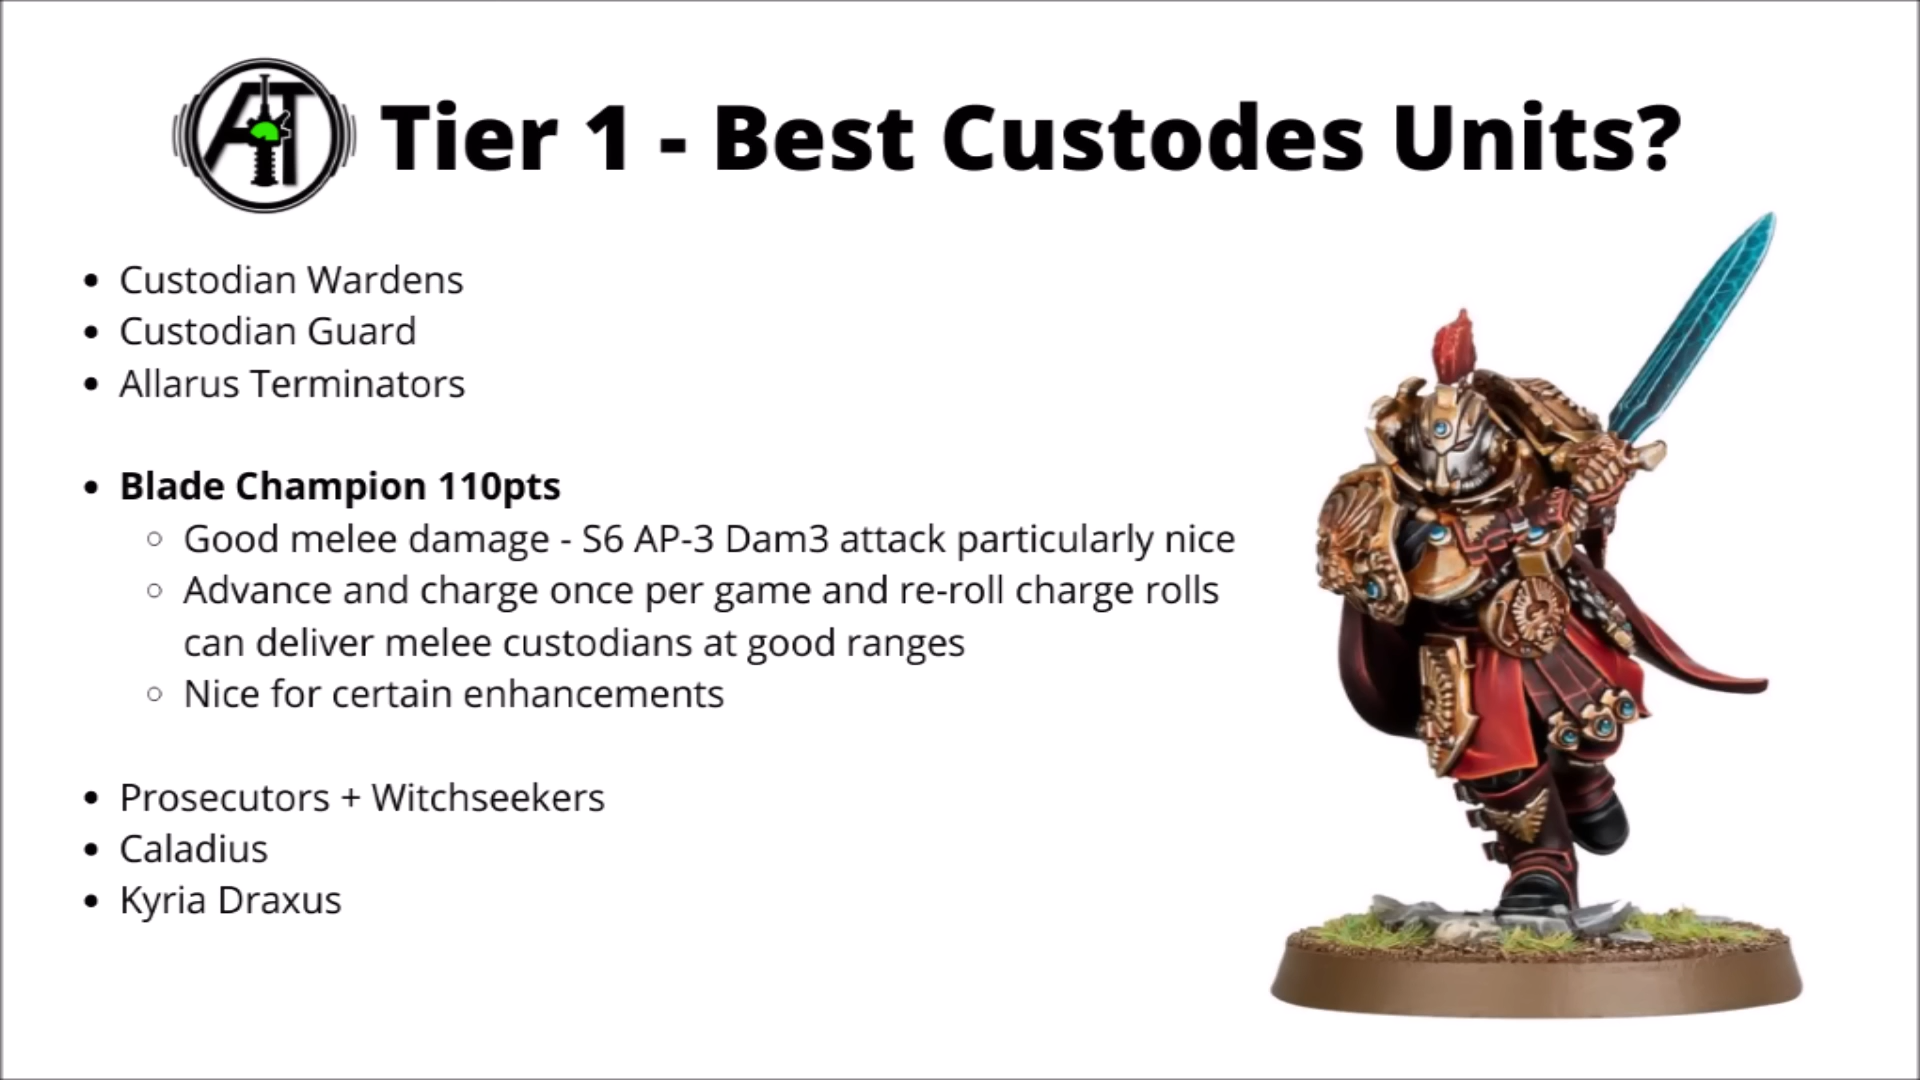 AT
Tier 1 - Best Custodes Units?
• Custodian Wardens
• Custodian Guard
• Allarus Terminators
• Blade Champion 110pts
○ Good melee damage - S6 AP-3 Dam3 attack particularly nice
○ Advance and charge once per game and re-roll charge rolls
can deliver melee custodians at good ranges
○ Nice for certain enhancements
• Prosecutors + Witchseekers
• Caladius
• Kyria Draxus